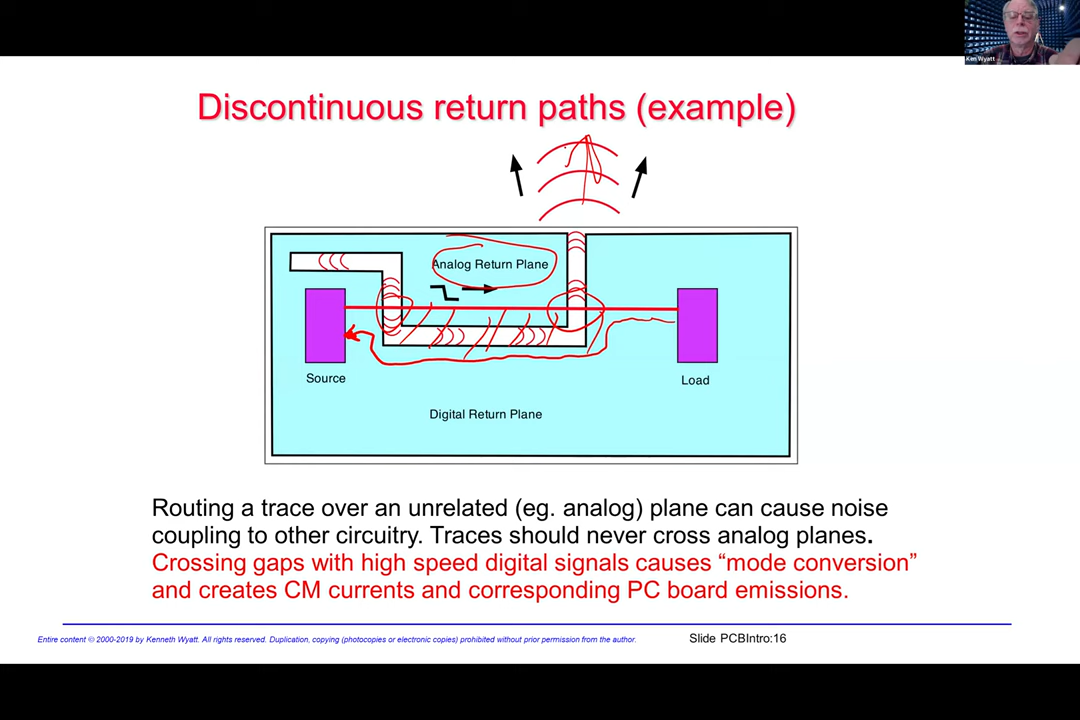 Ken Wyatt
Discontinuous return paths (example)
Analog Return Plane
Source
Load
Digital Return Plane
Routing a trace over an unrelated (eg. analog) plane can cause noise
coupling to other circuitry. Traces should never cross analog planes.
Crossing gaps with high speed digital signals causes “mode conversion”
and creates CM currents and corresponding PC board emissions.
Entire content © 2000-2019 by Kenneth Wyatt. All rights reserved. Duplication, copying (photocopies or electronic copies) prohibited without prior permission from the author.
Slide PCBIntro:16